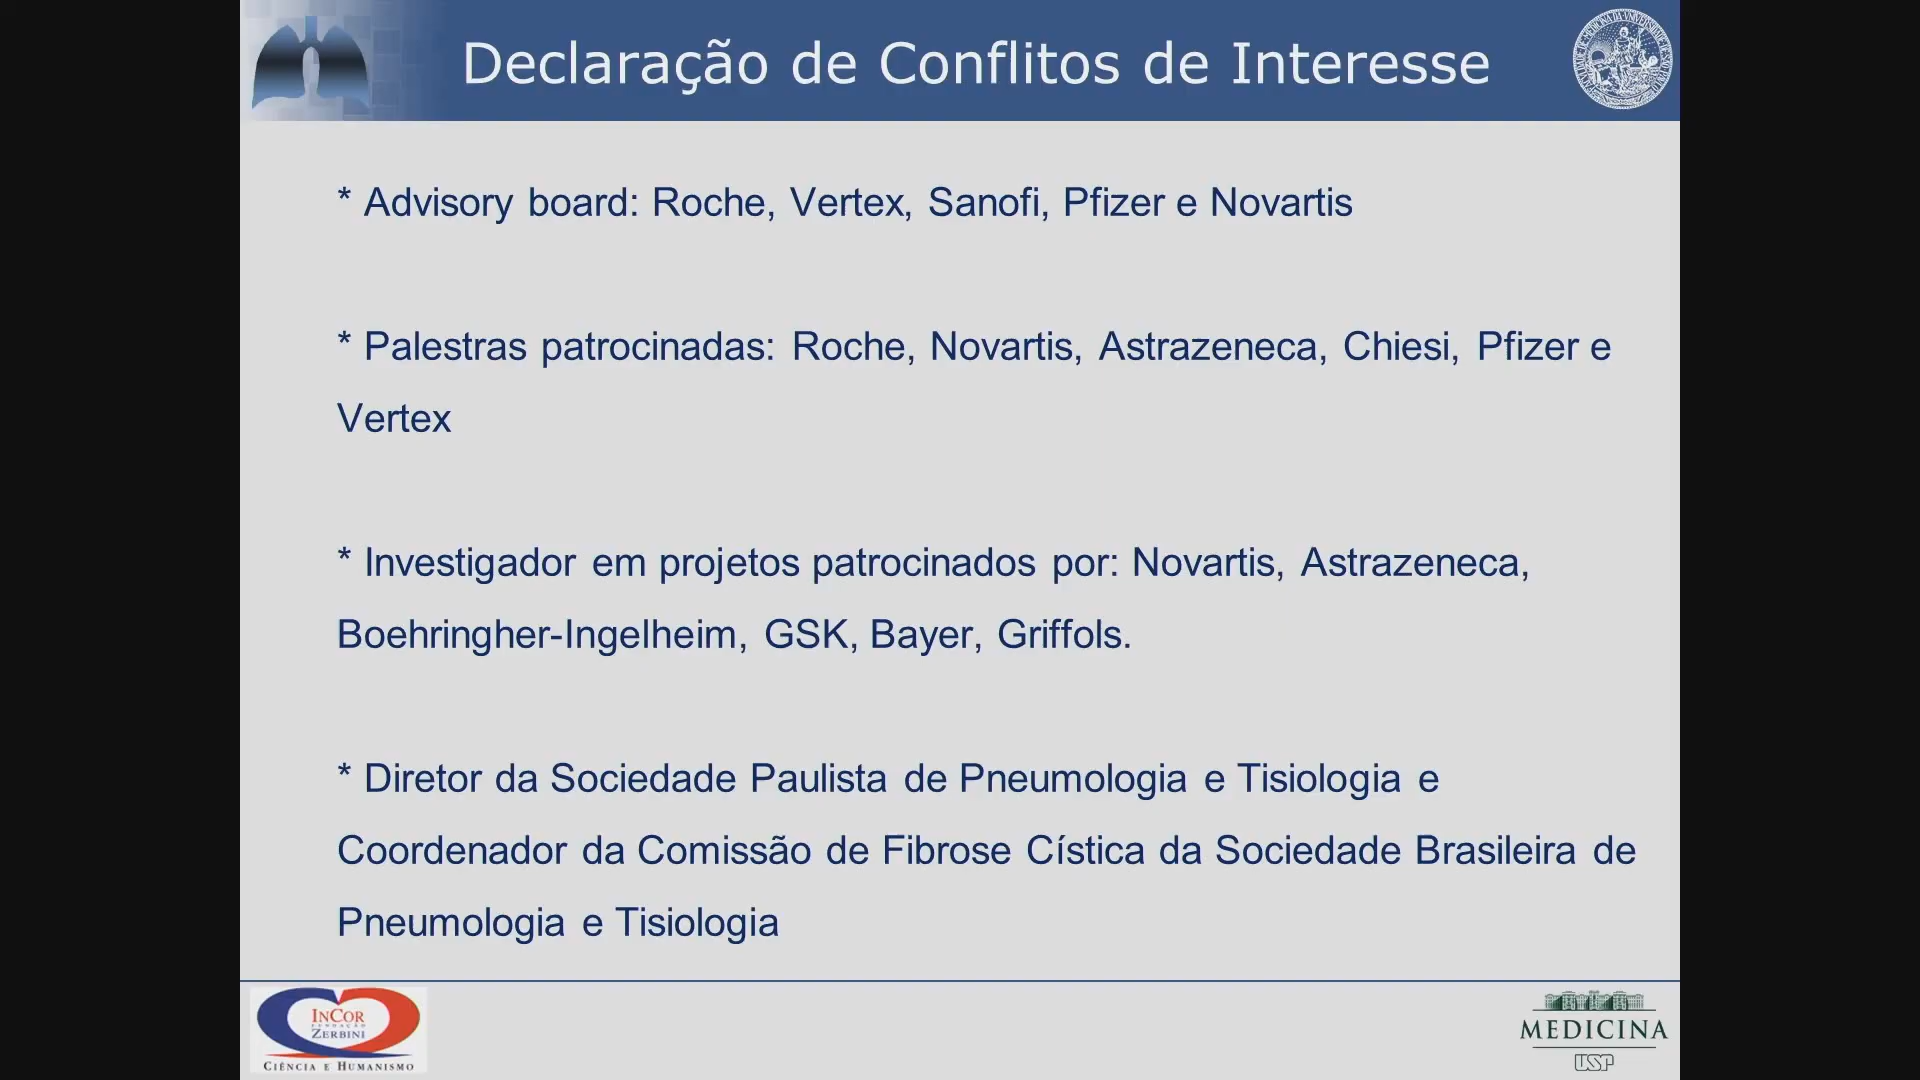 Declaração de Conflitos de Interesse
* Advisory board: Roche, Vertex, Sanofi, Pfizer e Novartis
* Palestras patrocinadas: Roche, Novartis, Astrazeneca, Chiesi, Pfizer e
Vertex
* Investigador em projetos patrocinados por: Novartis, Astrazeneca,
Boehringher-Ingelheim, GSK, Bayer, Griffols.
* Diretor da Sociedade Paulista de Pneumologia e Tisiologia e
Coordenador da Comissão de Fibrose Cística da Sociedade Brasileira de
Pneumologia e Tisiologia
INCOR
FUNDAÇÃO
ZERBINI
CIÊNCIA E HUMANISMO
MEDICINA
USP